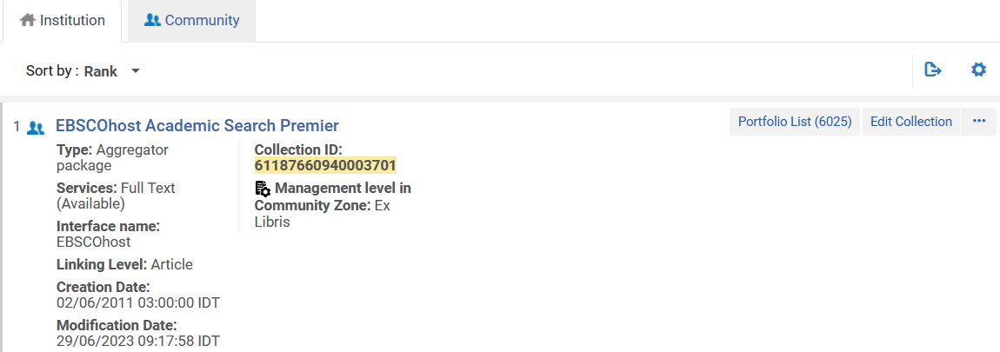 Institution
Community
Sort by : Rank
1 EBSCOhost Academic Search Premier
Portfolio List (6025)
Edit Collection
Type: Aggregator
package
Services: Full Text
(Available)
Interface name:
EBSCOhost
Linking Level: Article
Creation Date:
02/06/2011 03:00:00 IDT
Modification Date:
29/06/2023 09:17:58 IDT
Collection ID:
61187660940003701
Management level in
Community Zone: Ex
Libris